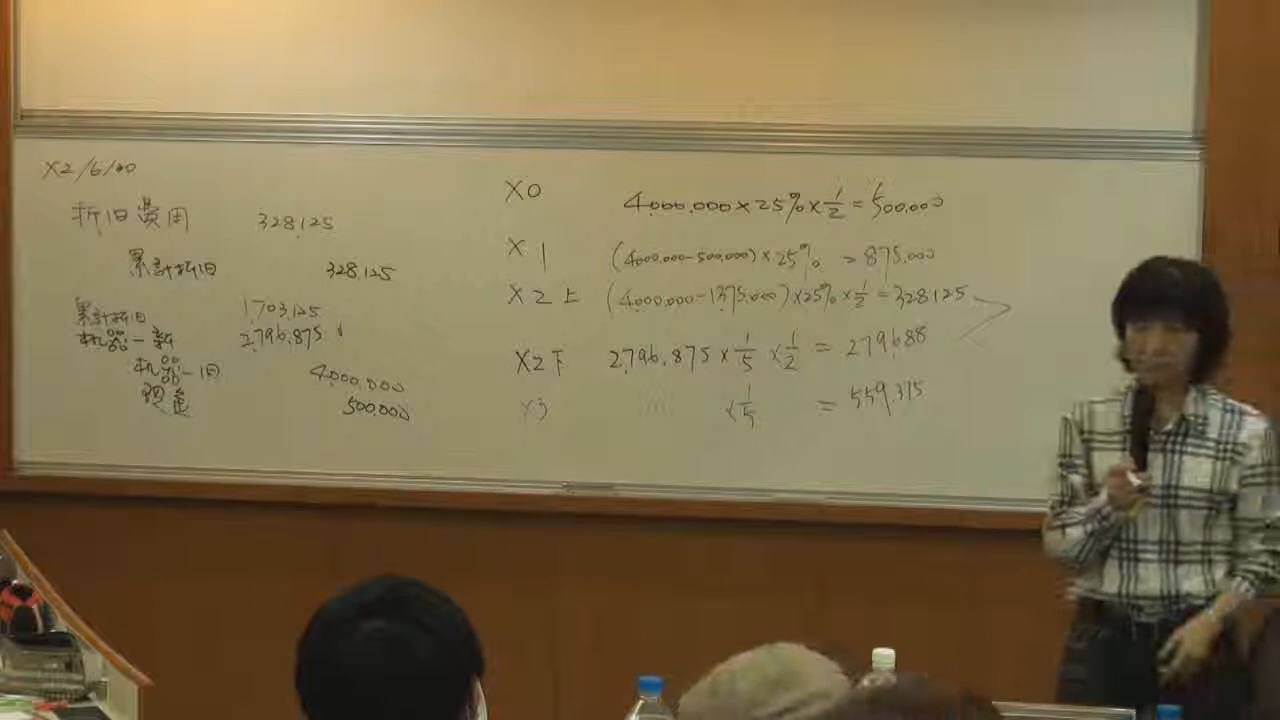 X2/6/30
折旧費用 328,125
累計折旧 328,125
累計折旧 1,703,125
机器-新 2,796,875
机器-旧 4,000,000
現金 500,000
X0 4,000,000×25%×1/2=500,000
X1 (4,000,000-500,000)×25% =875,000
X2上 (4,000,000-1,375,000)×25%×1/2=328,125
X2下 2,796,875×1/5×1/2=279,688
X3 ×1/5 =559,375